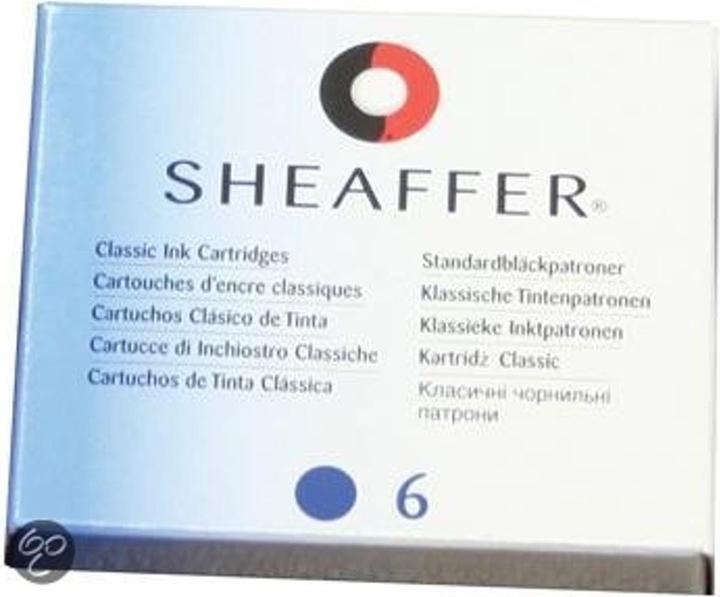 SHEAFFER®
Classic Ink Cartridges
Cartouches d'encre classiques
Cartuchos Clásico de Tinta
Cartucce di Inchiostro Classiche
Cartuchos de Tinta Clássica
Standardbläckpatroner
Klassische Tintenpatronen
Klassieke Inktpatronen
Kartridż Classic
Класичні чорнильні
патрони
6